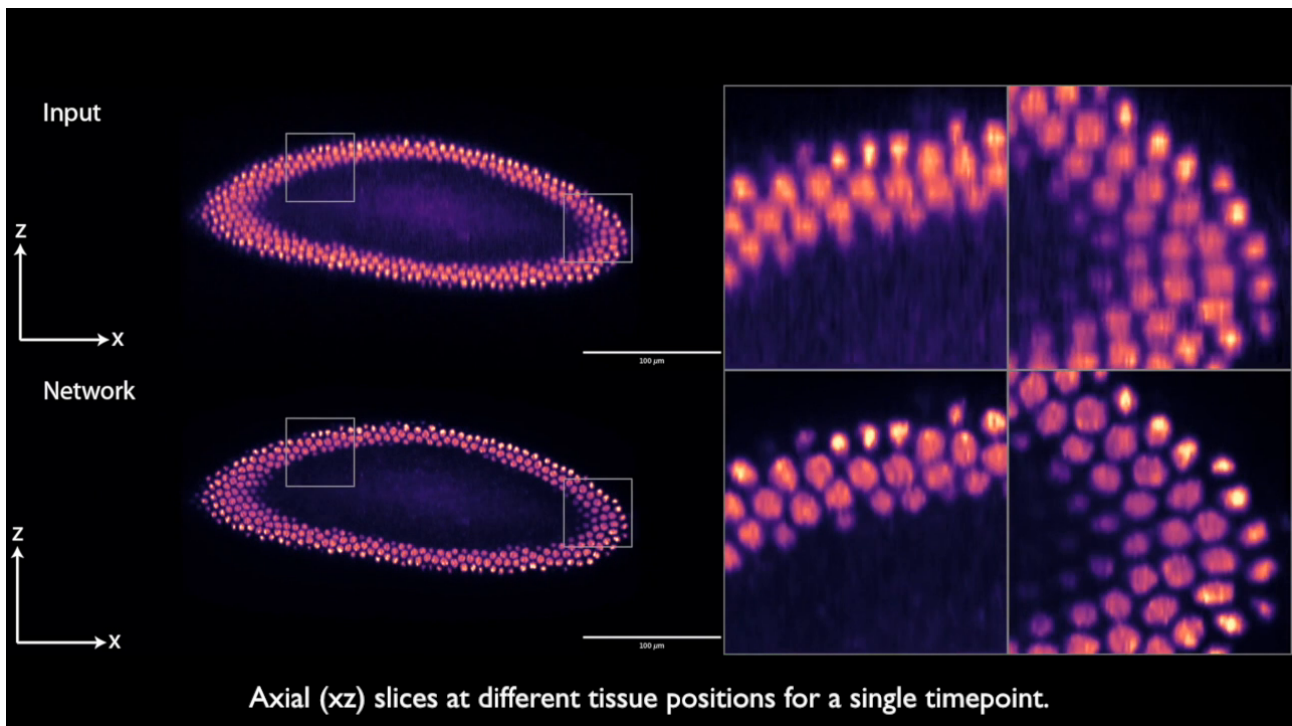 Input
Z
X
100 µm
Network
Z
X
100 µm
Axial (xz) slices at different tissue positions for a single timepoint.